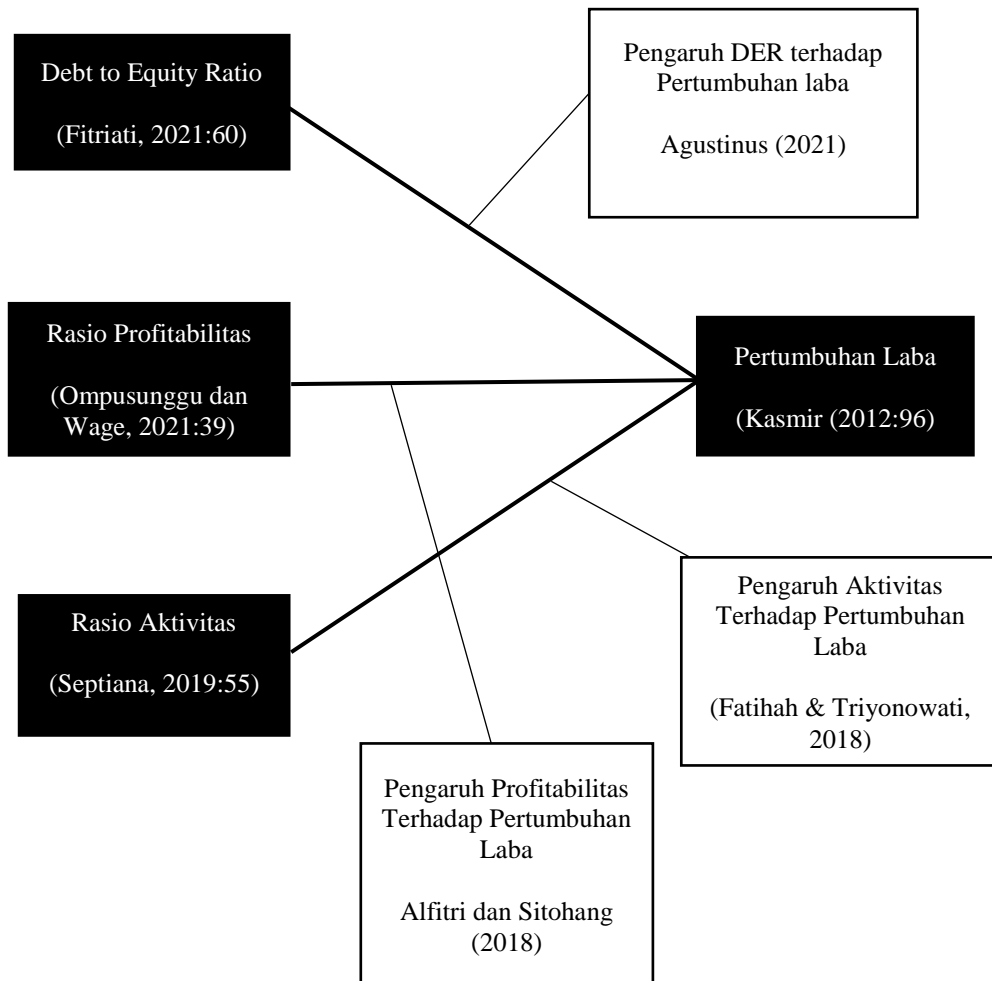 Debt to Equity Ratio
(Fitriati, 2021:60)
Pengaruh DER terhadap
Pertumbuhan laba
Agustinus (2021)
Rasio Profitabilitas
(Ompusunggu dan
Wage, 2021:39)
Pertumbuhan Laba
(Kasmir (2012:96)
Rasio Aktivitas
(Septiana, 2019:55)
Pengaruh Aktivitas
Terhadap Pertumbuhan
Laba
(Fatihah & Triyonowati,
2018)
Pengaruh Profitabilitas
Terhadap Pertumbuhan
Laba
Alfitri dan Sitohang
(2018)